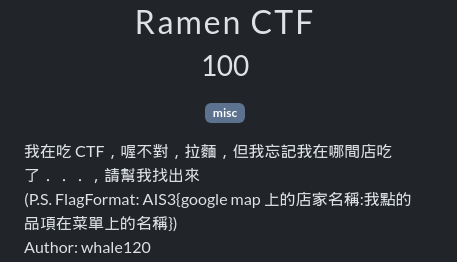 Ramen CTF
100
misc
我在吃 CTF，喔不對，拉麵，但我忘記我在哪間店吃
了．．．，請幫我找出來
(P.S. FlagFormat: AIS3{google map 上的店家名稱:我點的
品項在菜單上的名稱})
Author: whale120